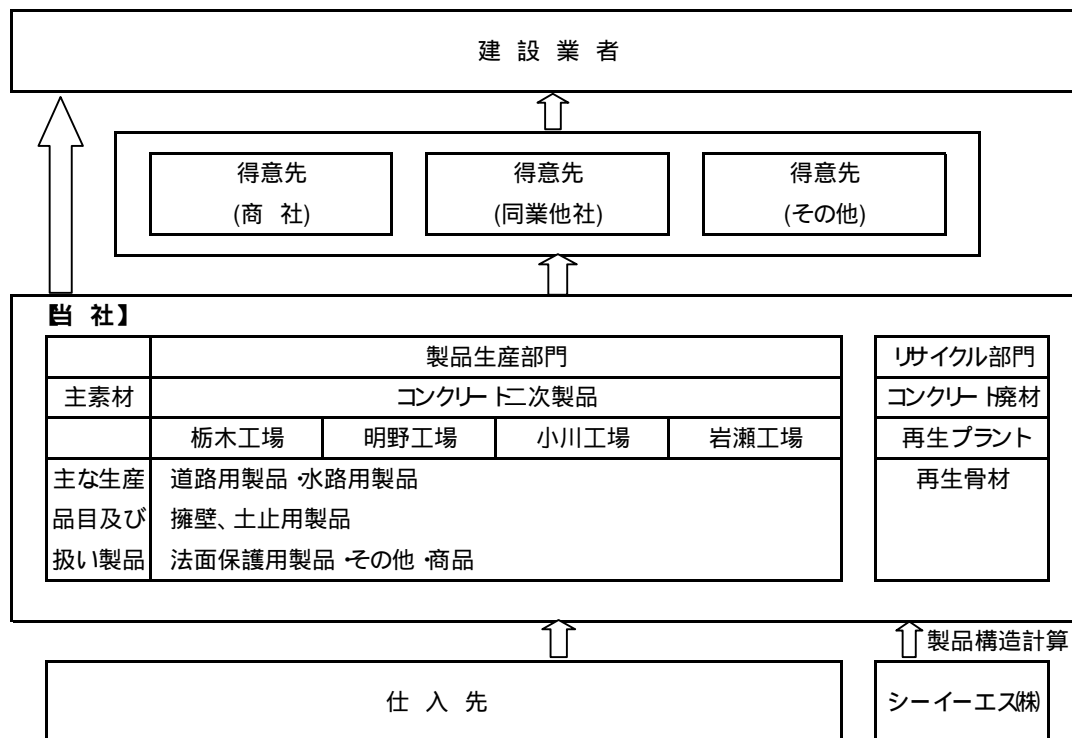 建 設 業 者
得意先 得意先 得意先
(商 社) (同業他社) (その他)
【当 社】
製品生産部門 リサイクル部門
主素材 コンクリート二次製品 コンクリート廃材
栃木工場 明野工場 小川工場 岩瀬工場 再生プラント
主な生産 道路用製品・水路用製品 再生骨材
品目及び 擁壁、土止用製品
扱い製品 法面保護用製品・その他・商品
製品構造計算
仕 入 先 シーイーエス㈱